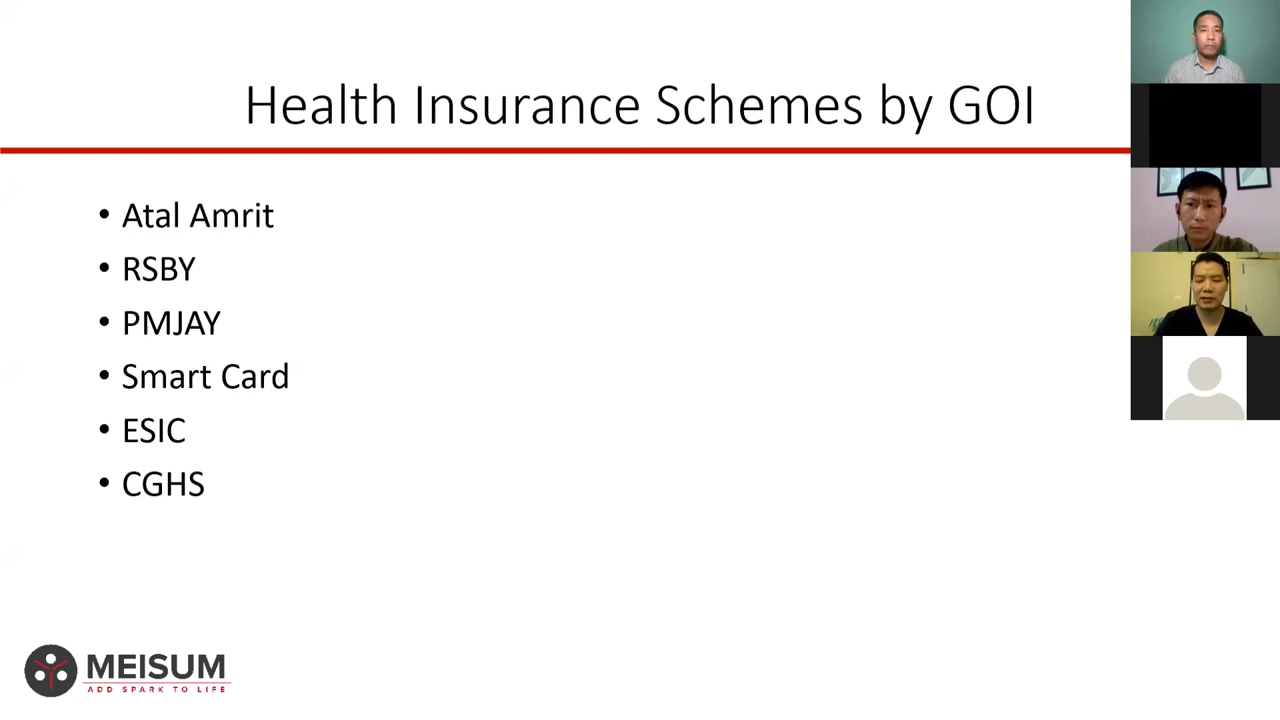 Health Insurance Schemes by GOI
• Atal Amrit
• RSBY
• PMJAY
• Smart Card
• ESIC
• CGHS
MEISUM
ADD SPARK TO LIFE